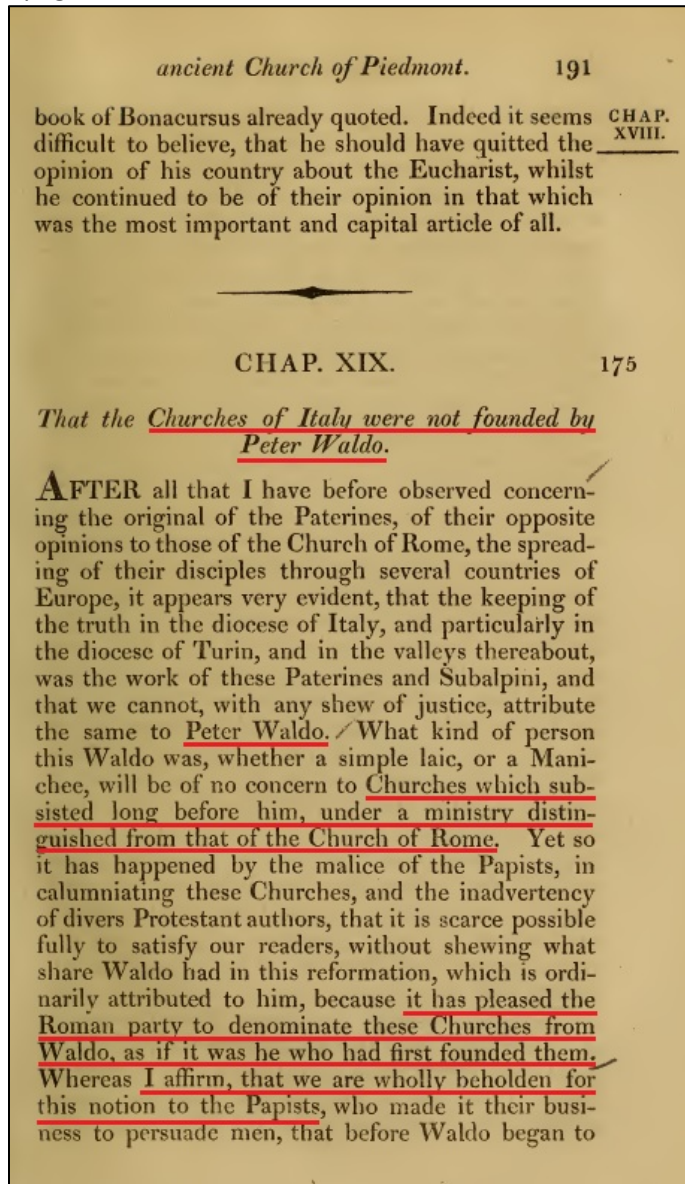 ancient Church of Piedmont. 191
book of Bonacursus already quoted. Indeed it seems CHAP.
difficult to believe, that he should have quitted the XVIII.
opinion of his country about the Eucharist, whilst
he continued to be of their opinion in that which
was the most important and capital article of all.
CHAP. XIX. 175
That the Churches of Italy were not founded by
Peter Waldo.
AFTER all that I have before observed concern-
ing the original of the Paterines, of their opposite
opinions to those of the Church of Rome, the spread-
ing of their disciples through several countries of
Europe, it appears very evident, that the keeping of
the truth in the diocese of Italy, and particularly in
the diocese of Turin, and in the valleys thereabout,
was the work of these Paterines and Subalpini, and
that we cannot, with any shew of justice, attribute
the same to Peter Waldo. What kind of person
this Waldo was, whether a simple laic, or a Mani-
chee, will be of no concern to Churches which sub-
sisted long before him, under a ministry distin-
guished from that of the Church of Rome. Yet so
it has happened by the malice of the Papists, in
calumniating these Churches, and the inadvertency
of divers Protestant authors, that it is scarce possible
fully to satisfy our readers, without shewing what
share Waldo had in this reformation, which is ordi-
narily attributed to him, because it has pleased the
Roman party to denominate these Churches from
Waldo, as if it was he who had first founded them.
Whereas I affirm, that we are wholly beholden for
this notion to the Papists, who made it their busi-
ness to persuade men, that before Waldo began to